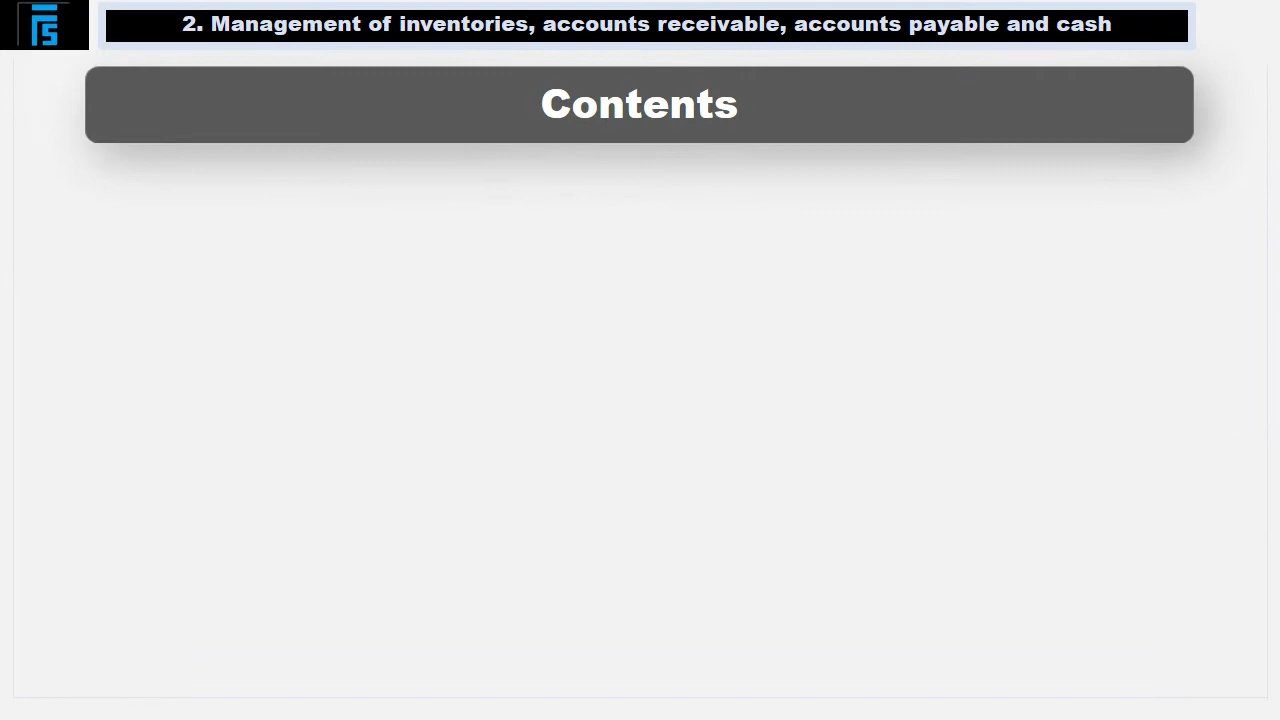 2. Management of inventories, accounts receivable, accounts payable and cash
Contents